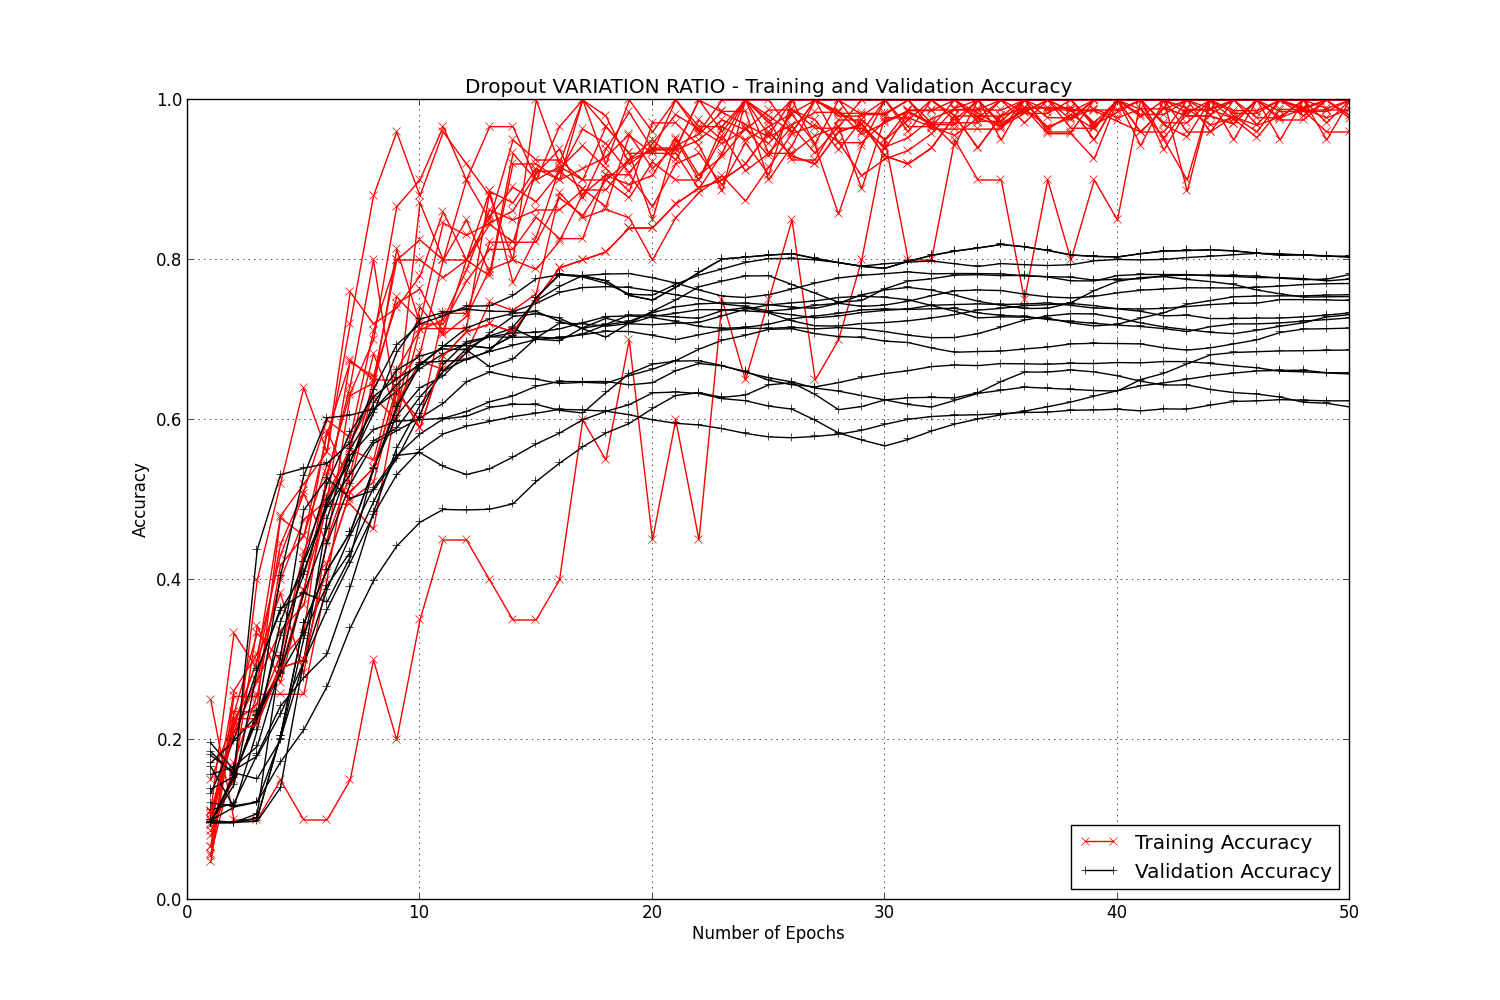 Dropout VARIATION RATIO - Training and Validation Accuracy
1.0
0.8
0.6
0.4
0.2
0.0
Accuracy
0 10 20 30 40 50
Number of Epochs
Training Accuracy
Validation Accuracy